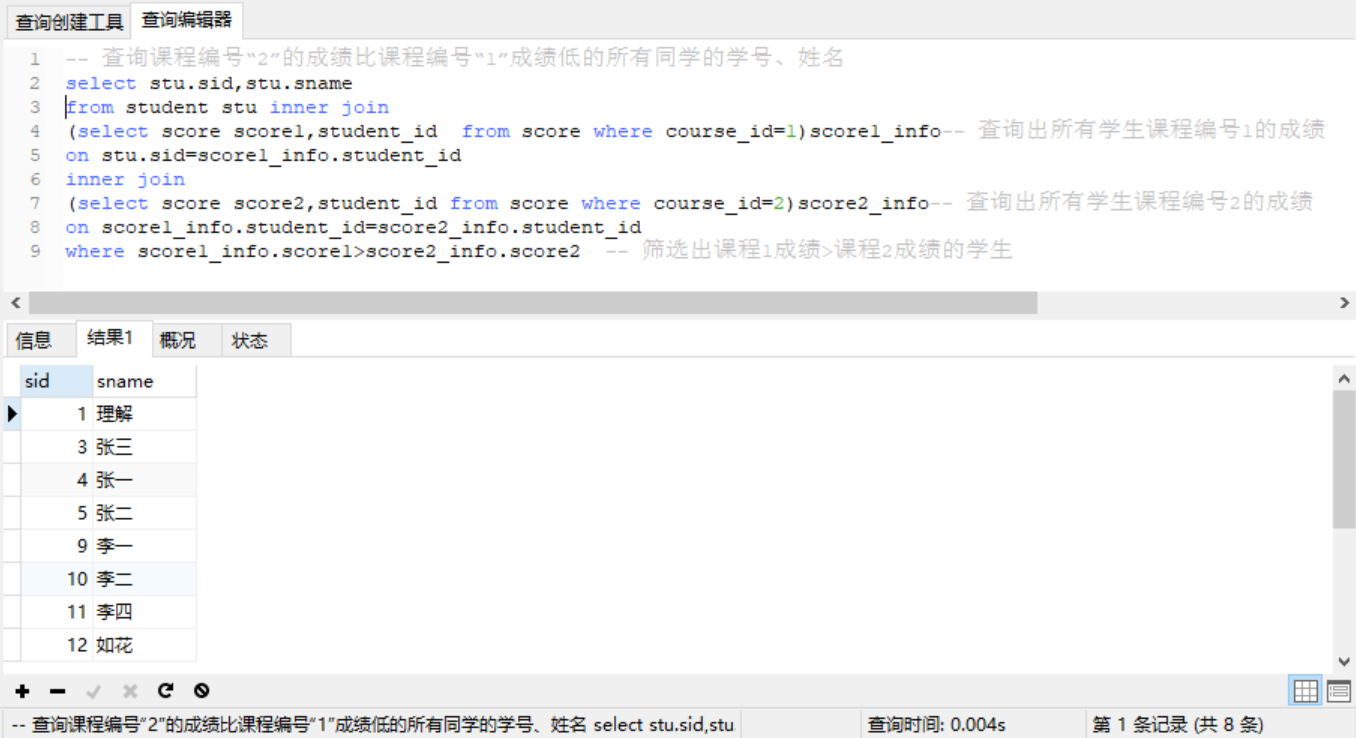 查询创建工具 查询编辑器
1 -- 查询课程编号“2”的成绩比课程编号“1”成绩低的所有同学的学号、姓名
2 select stu.sid,stu.sname
3 from student stu inner join
4 (select score score1,student_id  from score where course_id=1)score1_info-- 查询出所有学生课程编号1的成绩
5 on stu.sid=score1_info.student_id
6 inner join
7 (select score score2,student_id from score where course_id=2)score2_info-- 查询出所有学生课程编号2的成绩
8 on score1_info.student_id=score2_info.student_id
9 where score1_info.score1>score2_info.score2  -- 筛选出课程1成绩>课程2成绩的学生
信息 结果1 概况 状态
sid sname
1 理解
3 张三
4 张一
5 张二
9 李一
10 李二
11 李四
12 如花
-- 查询课程编号“2”的成绩比课程编号“1”成绩低的所有同学的学号、姓名 select stu.sid,stu 查询时间: 0.004s 第 1 条记录 (共 8 条)